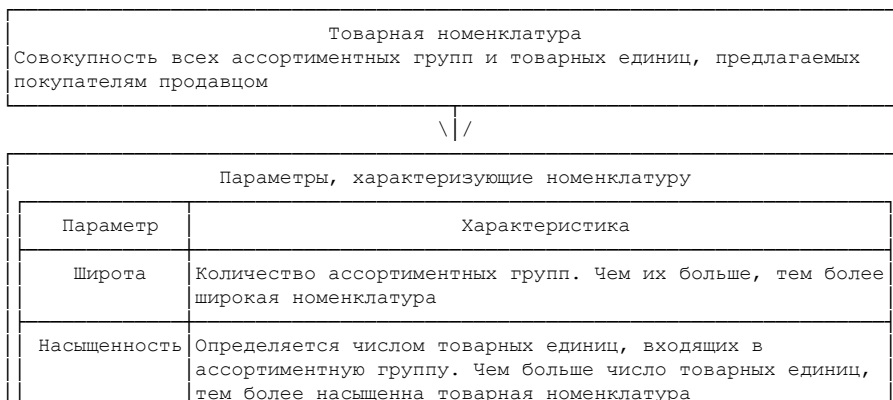 Товарная номенклатура
Совокупность всех ассортиментных групп и товарных единиц, предлагаемых
покупателям продавцом
Параметры, характеризующие номенклатуру
Параметр Характеристика
Широта Количество ассортиментных групп. Чем их больше, тем более
широкая номенклатура
Насыщенность Определяется числом товарных единиц, входящих в
ассортиментную группу. Чем больше число товарных единиц,
тем более насыщена товарная номенклатура